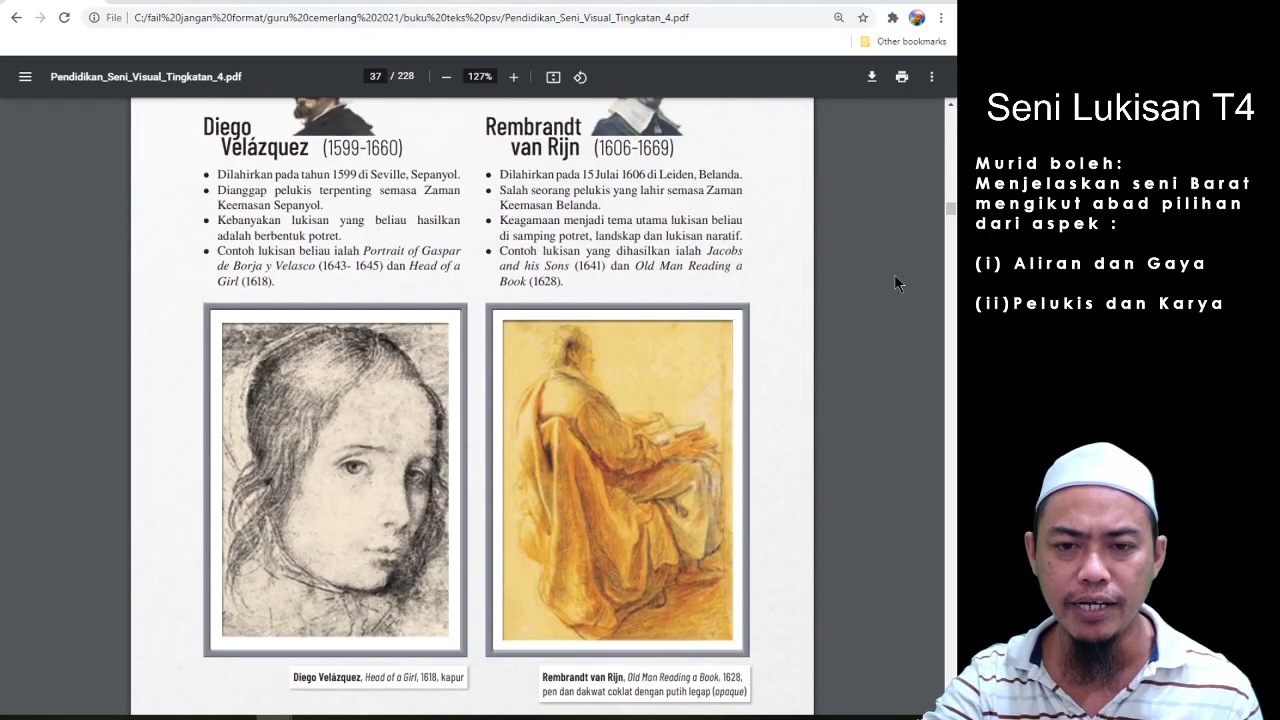 File
C:/fail%20jangan%20format/guru%20cemerlang%202021/buku%20teks%20psv/Pendidikan_Seni_Visual_Tingkatan_4.pdf
Other bookmarks
Pendidikan_Seni_Visual_Tingkatan_4.pdf
37 / 228
127%
Diego
Velázquez (1599-1660)
• Dilahirkan pada tahun 1599 di Seville, Sepanyol.
• Dianggap pelukis terpenting semasa Zaman
Keemasan Sepanyol.
• Kebanyakan lukisan yang beliau hasilkan
adalah berbentuk potret.
• Contoh lukisan beliau ialah Portrait of Gaspar
de Borja y Velasco (1643- 1645) dan Head of a
Girl (1618).
Diego Velázquez, Head of a Girl, 1618, kapur
Rembrandt
van Rijn (1606-1669)
• Dilahirkan pada 15 Julai 1606 di Leiden, Belanda.
• Salah seorang pelukis yang lahir semasa Zaman
Keemasan Belanda.
• Keagamaan menjadi tema utama lukisan beliau
di samping potret, landskap dan lukisan naratif.
• Contoh lukisan yang dihasilkan ialah Jacobs
and his Sons (1641) dan Old Man Reading a
Book (1628).
Rembrandt van Rijn, Old Man Reading a Book, 1628,
pen dan dakwat coklat dengan putih legap (opaque)
Seni Lukisan T4
Murid boleh:
Menjelaskan seni Barat
mengikut abad pilihan
dari aspek :
(i) Aliran dan Gaya
(ii)Pelukis dan Karya